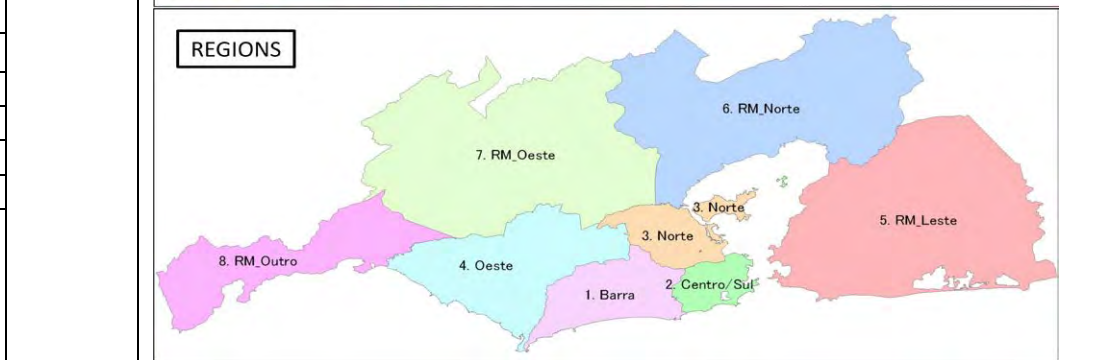 REGIONS
6. RM_Norte
7. RM_Oeste
3. Norte
5. RM_Leste
3. Norte
8. RM_Outro
4. Oeste
2. Centro/Sul
1. Barra